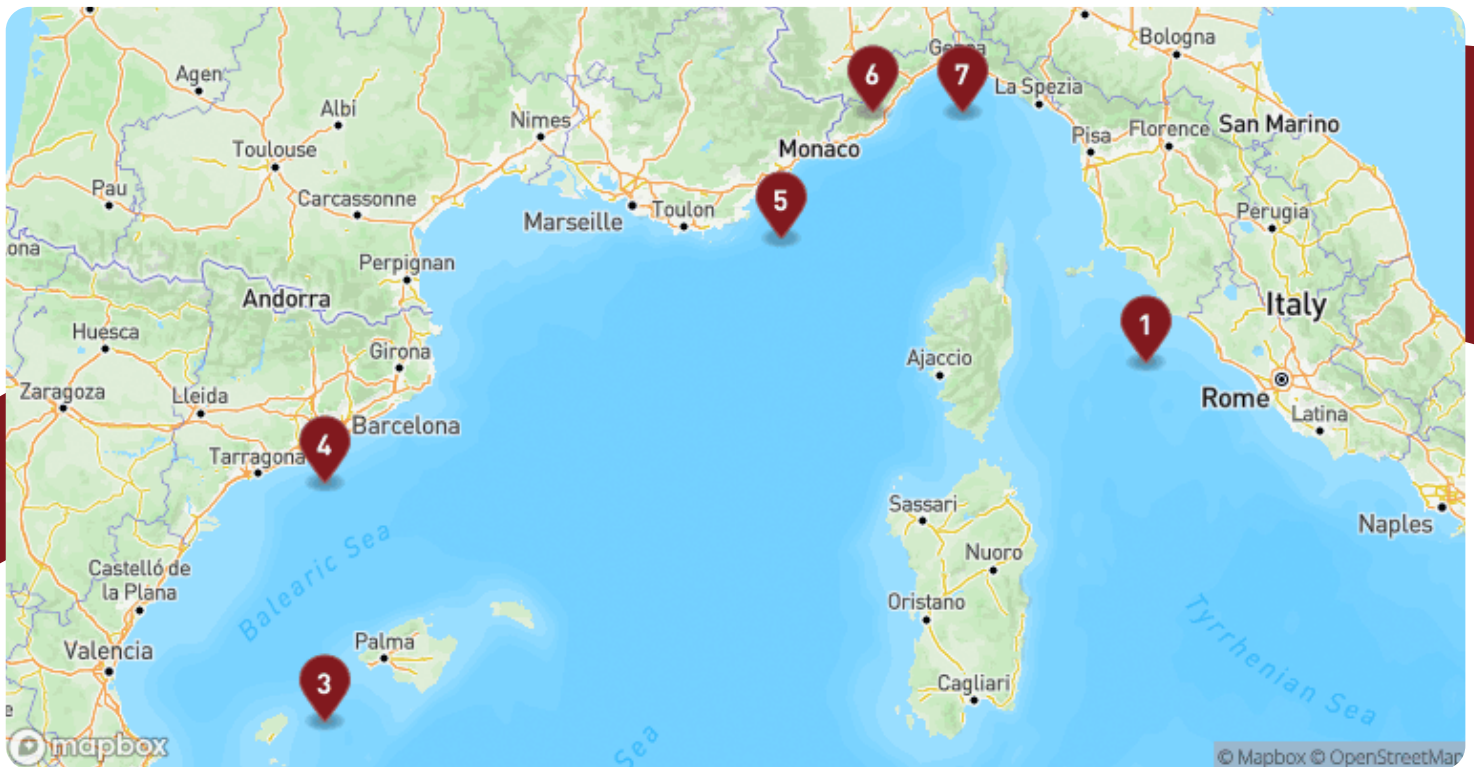 Bologna
Genoa
Agen
6
7
La Spezia
Albi
Nimes
San Marino
Pisa
Florence
Toulouse
Monaco
Pau
Carcassonne
5
Toulon
Marseille
Perugia
ona
Perpignan
Andorra
Italy
1
Huesca
Girona
Ajaccio
Zaragoza
Lleida
Rome
Latina
Barcelona
4
Tarragona
Sassari
Naples
Balearic Sea
Nuoro
Castelló de
la Plana
Oristano
Tyrrhenian Sea
Valencia
Palma
3
Cagliari
e
Sea
mapbox
© Mapbox © OpenStreetMap